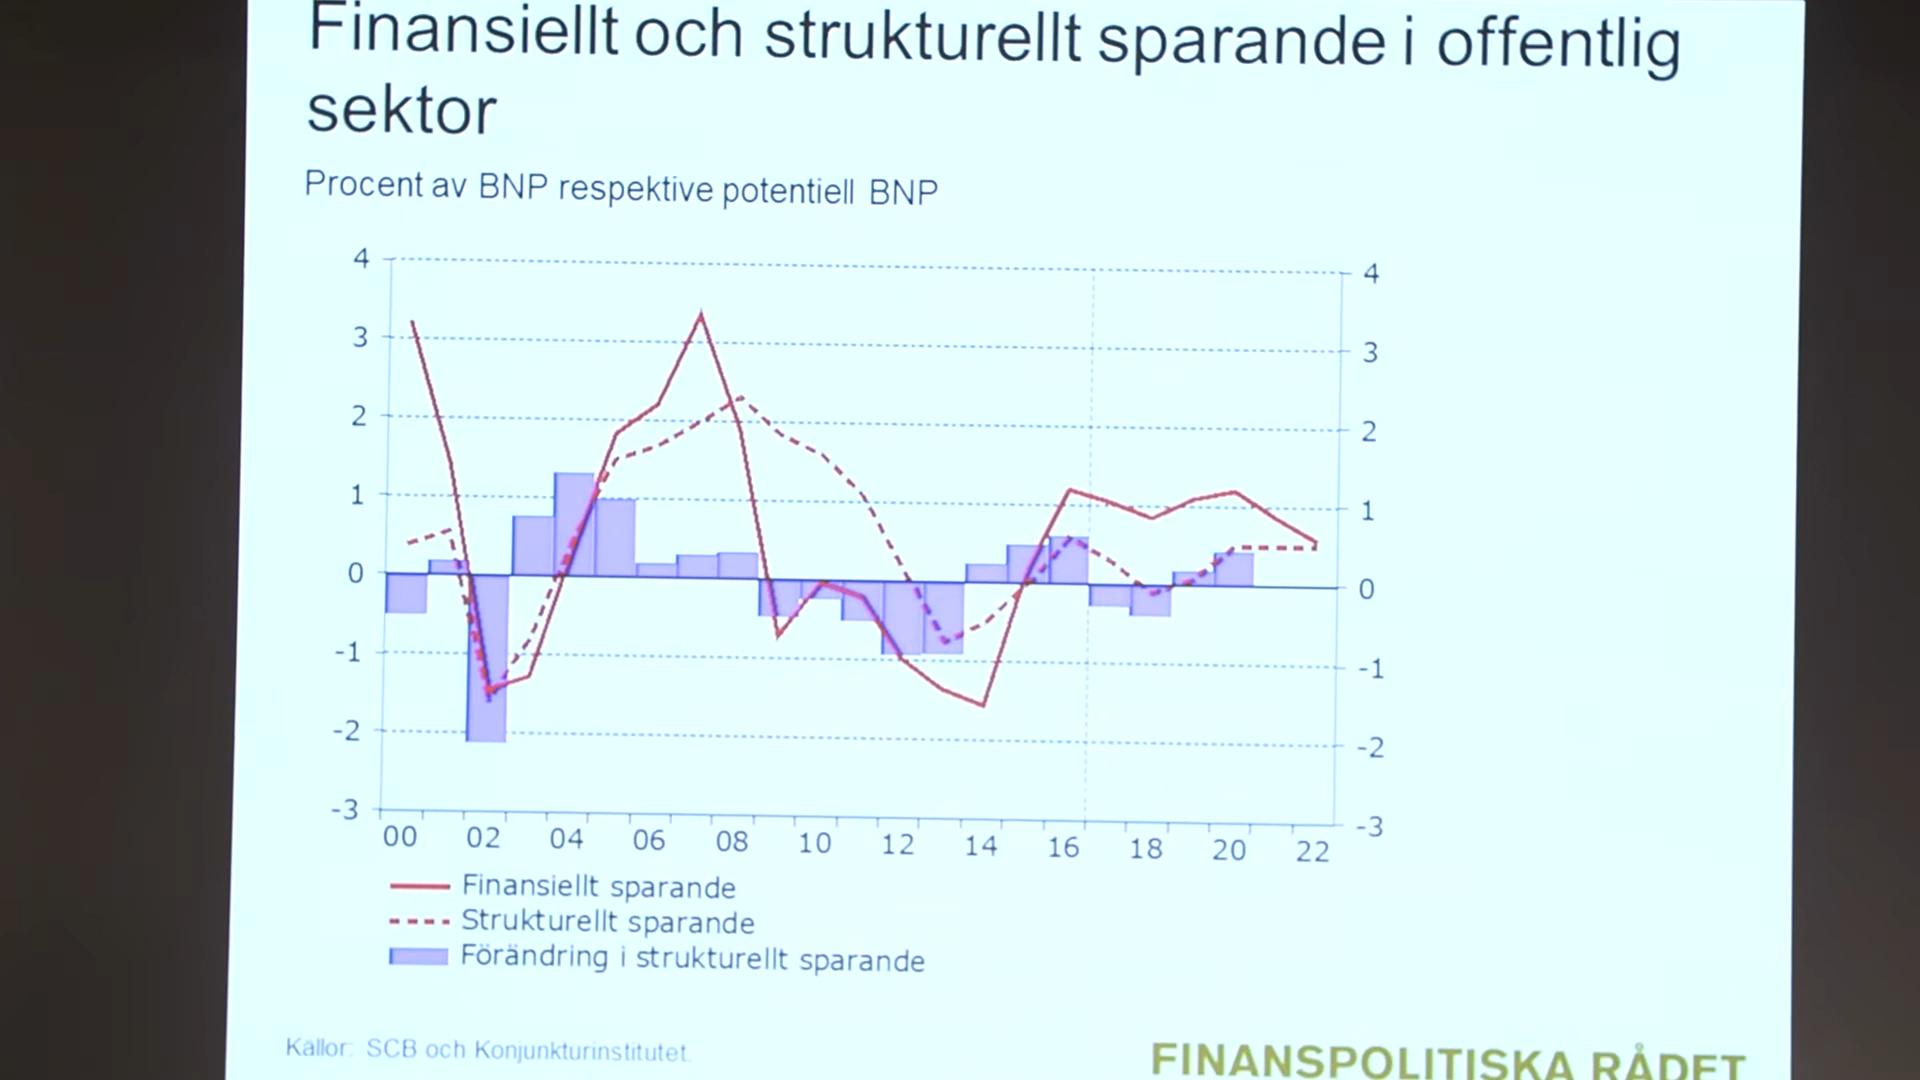 Finansiellt och strukturellt sparande i offentlig
sektor
Procent av BNP respektive potentiell BNP
4 4
3 3
2 2
1 1
0 0
-1 -1
-2 -2
-3 -3
00 02 04 06 08 10 12 14 16 18 20 22
Finansiellt sparande
Strukturellt sparande
Förändring i strukturellt sparande
Källor: SCB och Konjunkturinstitutet.
FINANSPOLITISKA RÅDET